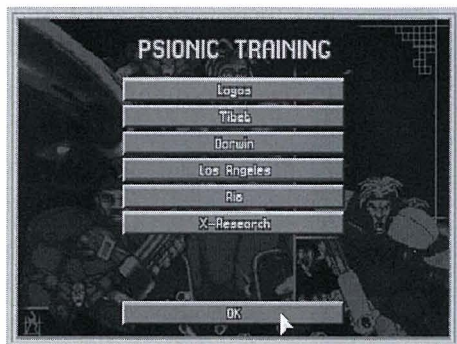 PSIONIC TRAINING
Lagos
Tibet
Darwin
Los Angeles
Rio
X-Research
OK